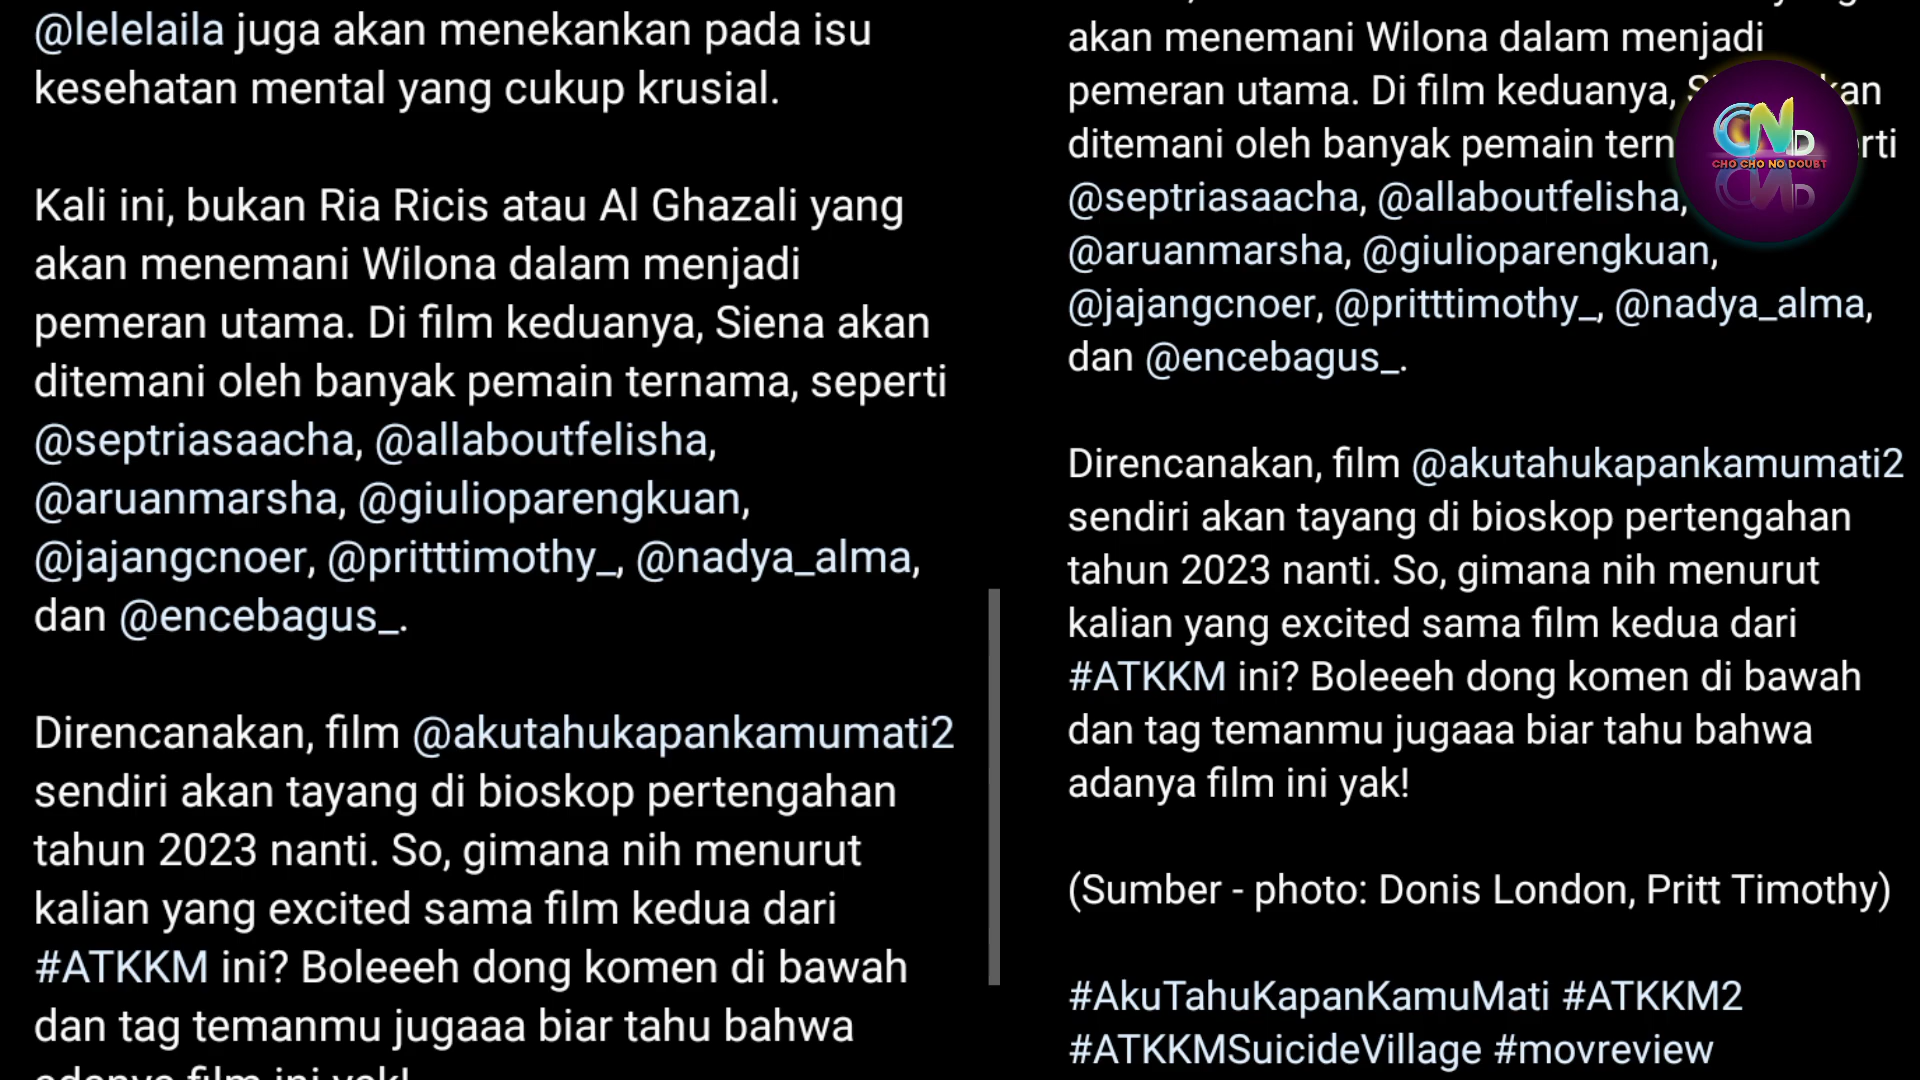 @lelelaila juga akan menekankan pada isu
kesehatan mental yang cukup krusial.
Kali ini, bukan Ria Ricis atau Al Ghazali yang
akan menemani Wilona dalam menjadi
pemeran utama. Di film keduanya, Siena akan
ditemani oleh banyak pemain ternama, seperti
@septriasaacha, @allaboutfelisha,
@aruanmarsha, @giulioparengkuan,
@jajangcnoer, @pritttimothy_, @nadya_alma,
dan @encebagus_.
Direncanakan, film @akutahukapankamumati2
sendiri akan tayang di bioskop pertengahan
tahun 2023 nanti. So, gimana nih menurut
kalian yang excited sama film kedua dari
#ATKKM ini? Boleeeh dong komen di bawah
dan tag temanmu jugaaa biar tahu bahwa
adanya film ini yak!
akan menemani Wilona dalam menjadi
pemeran utama. Di film keduanya,
ditemani oleh banyak pemain
@septriasaacha, @allaboutfelisha,
@aruanmarsha, @giulioparengkuan,
@jajangcnoer, @pritttimothy_, @nadya_alma,
dan @encebagus_.
Direncanakan, film @akutahukapankamumati2
sendiri akan tayang di bioskop pertengahan
tahun 2023 nanti. So, gimana nih menurut
kalian yang excited sama film kedua dari
#ATKKM ini? Boleeeh dong komen di bawah
dan tag temanmu jugaaa biar tahu bahwa
adanya film ini yak!
(Sumber - photo: Donis London, Pritt Timothy)
#AkuTahuKapanKamuMati #ATKKM2
#ATKKMSuicideVillage #movreview
CND
CHO CHO NO DOUBT